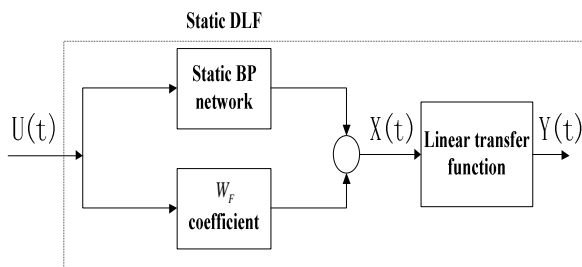 Static DLF
Static BP
network
U(t)
X(t)
Linear transfer
function
Y(t)
W_F
coefficient